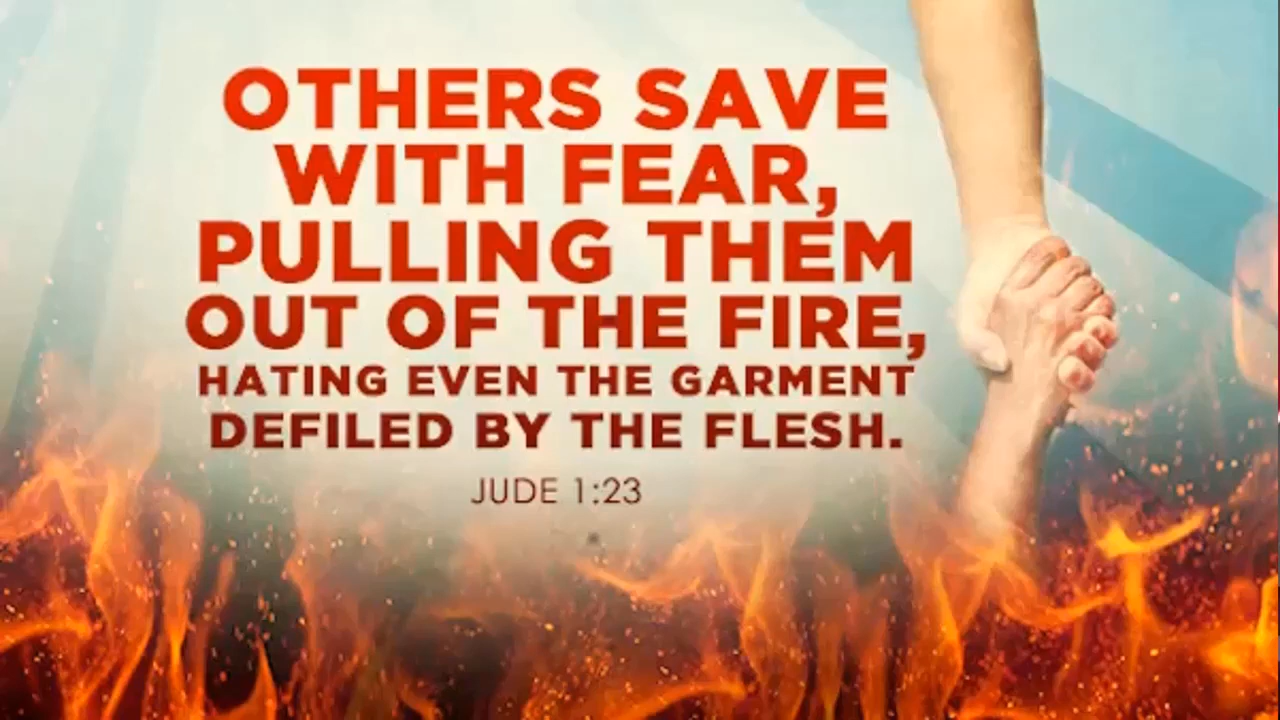 OTHERS SAVE
WITH FEAR,
PULLING THEM
OUT OF THE FIRE,
HATING EVEN THE GARMENT
DEFILED BY THE FLESH.
JUDE 1:23